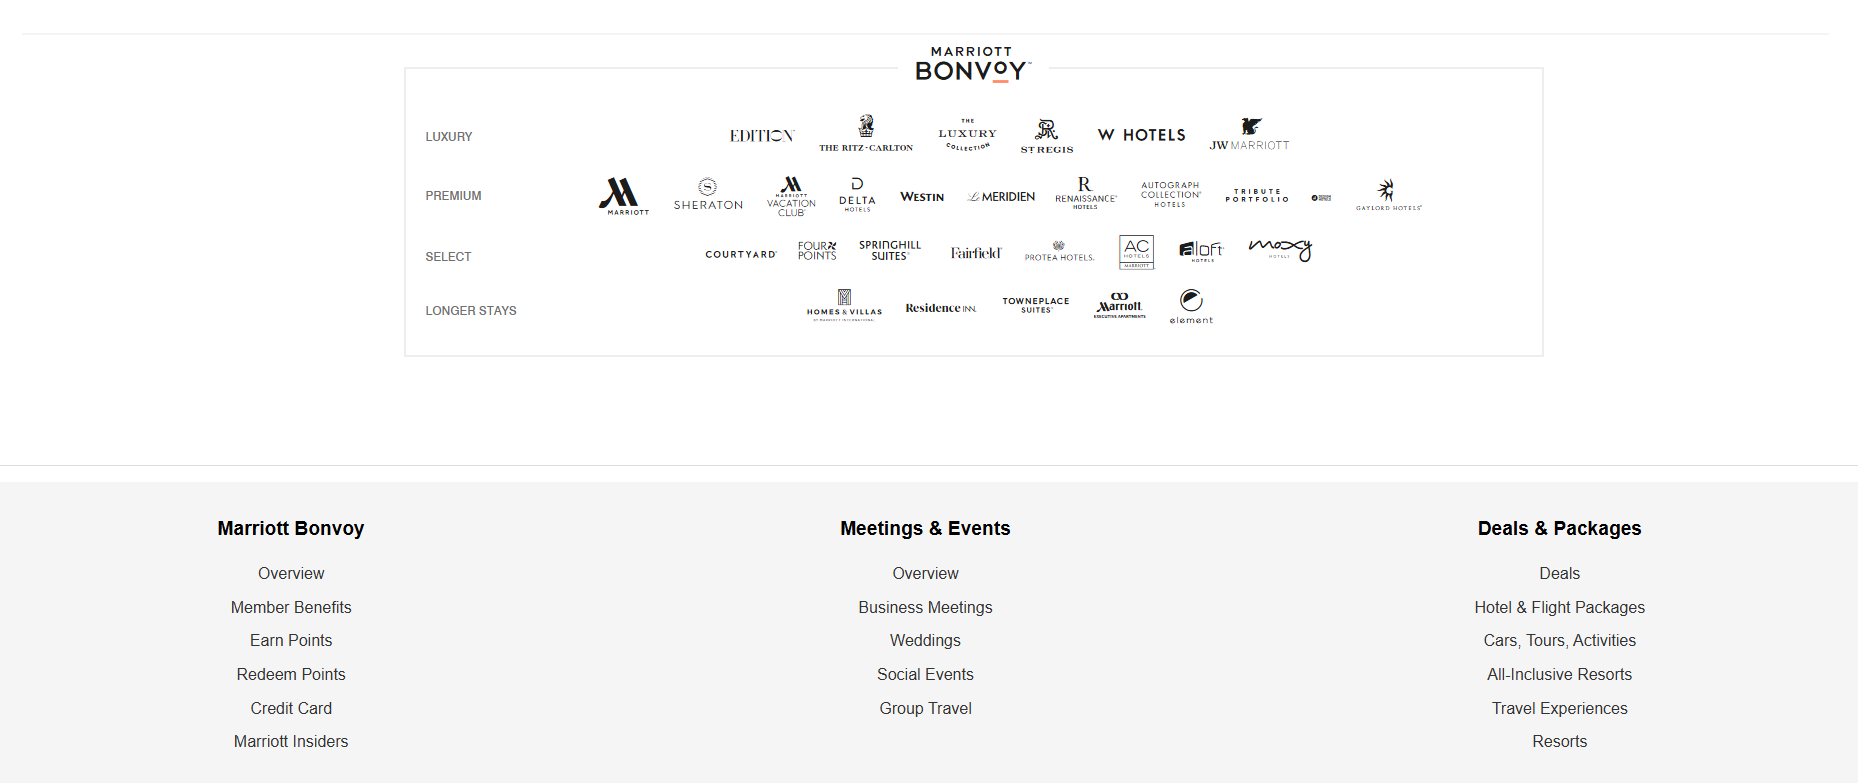 MARRIOTT
BONVOY™
LUXURY
EDITION
THE RITZ-CARLTON
THE
LUXURY
COLLECTION
ST REGIS
W HOTELS
JW MARRIOTT
PREMIUM
MARRIOTT
S
SHERATON
MARRIOTT
VACATION
CLUB
D
DELTA
HOTELS
WESTIN
Le MERIDIEN
R
RENAISSANCE®
HOTELS
AUTOGRAPH
COLLECTION®
HOTELS
TRIBUTE
PORTFOLIO
GAYLORD HOTELS®
SELECT
COURTYARD®
FOUR
POINTS
SPRINGHILL
SUITES®
Fairfield
PROTEA HOTELS.
AC
HOTELS
MARRIOTT
aloft
HOTELS
moxy
HOTELS
LONGER STAYS
HOMES & VILLAS
BY MARRIOTT INTERNATIONAL
Residence INN.
TOWNEPLACE
SUITES®
Marriott
EXECUTIVE APARTMENTS
element
Marriott Bonvoy
Overview
Member Benefits
Earn Points
Redeem Points
Credit Card
Marriott Insiders
Meetings & Events
Overview
Business Meetings
Weddings
Social Events
Group Travel
Deals & Packages
Deals
Hotel & Flight Packages
Cars, Tours, Activities
All-Inclusive Resorts
Travel Experiences
Resorts